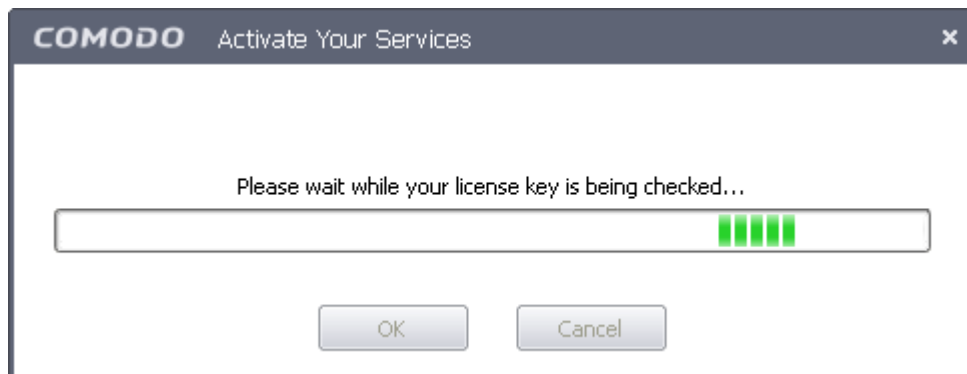 COMODO Activate Your Services
Please wait while your license key is being checked...
OK Cancel